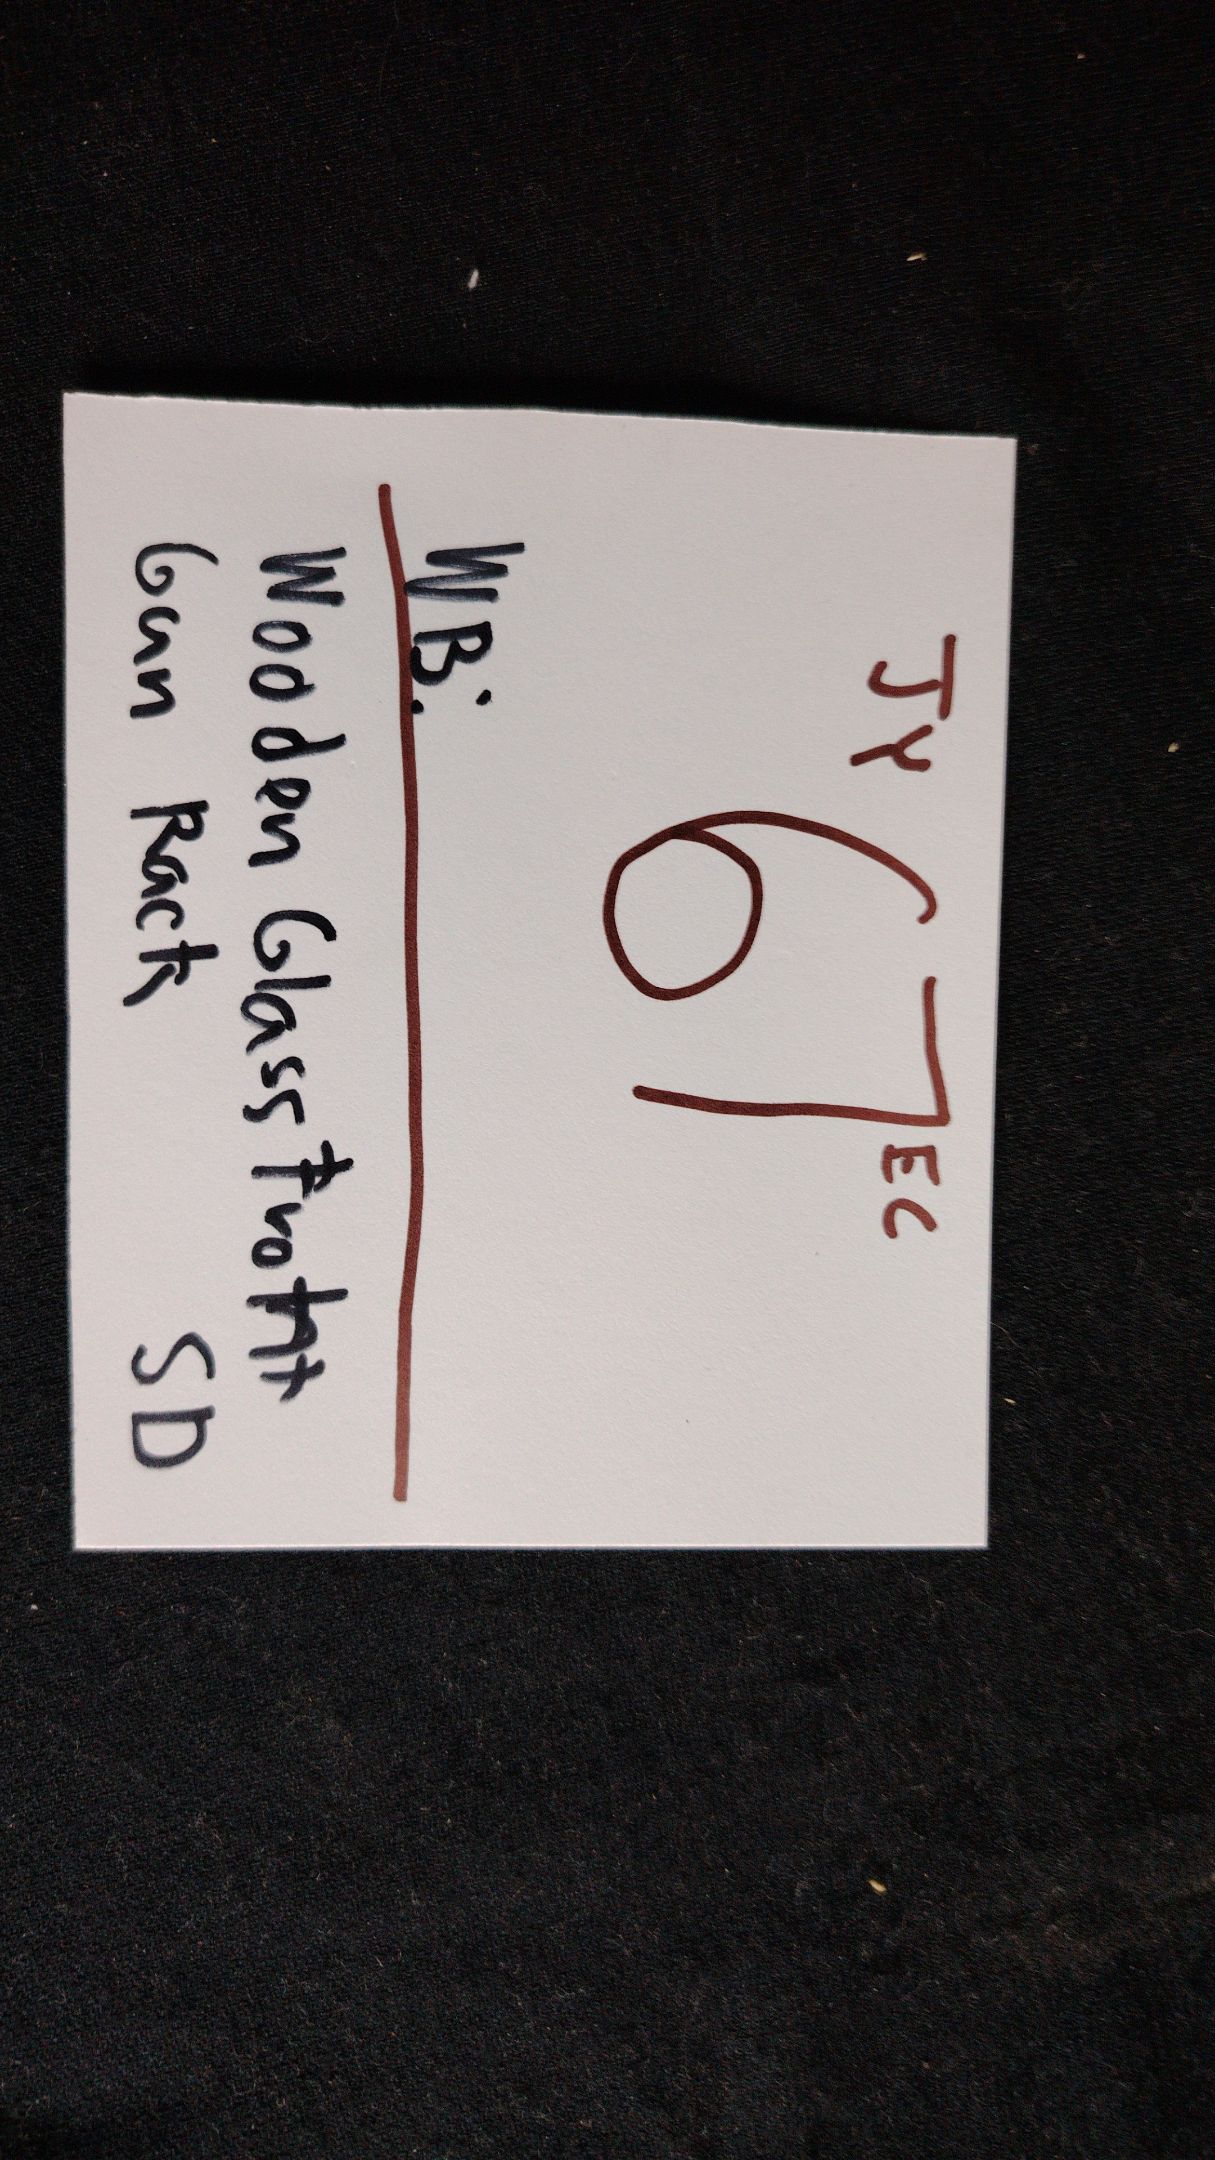 JY 67 EC
WB:
Wooden Glass Front
Gun Rack SD